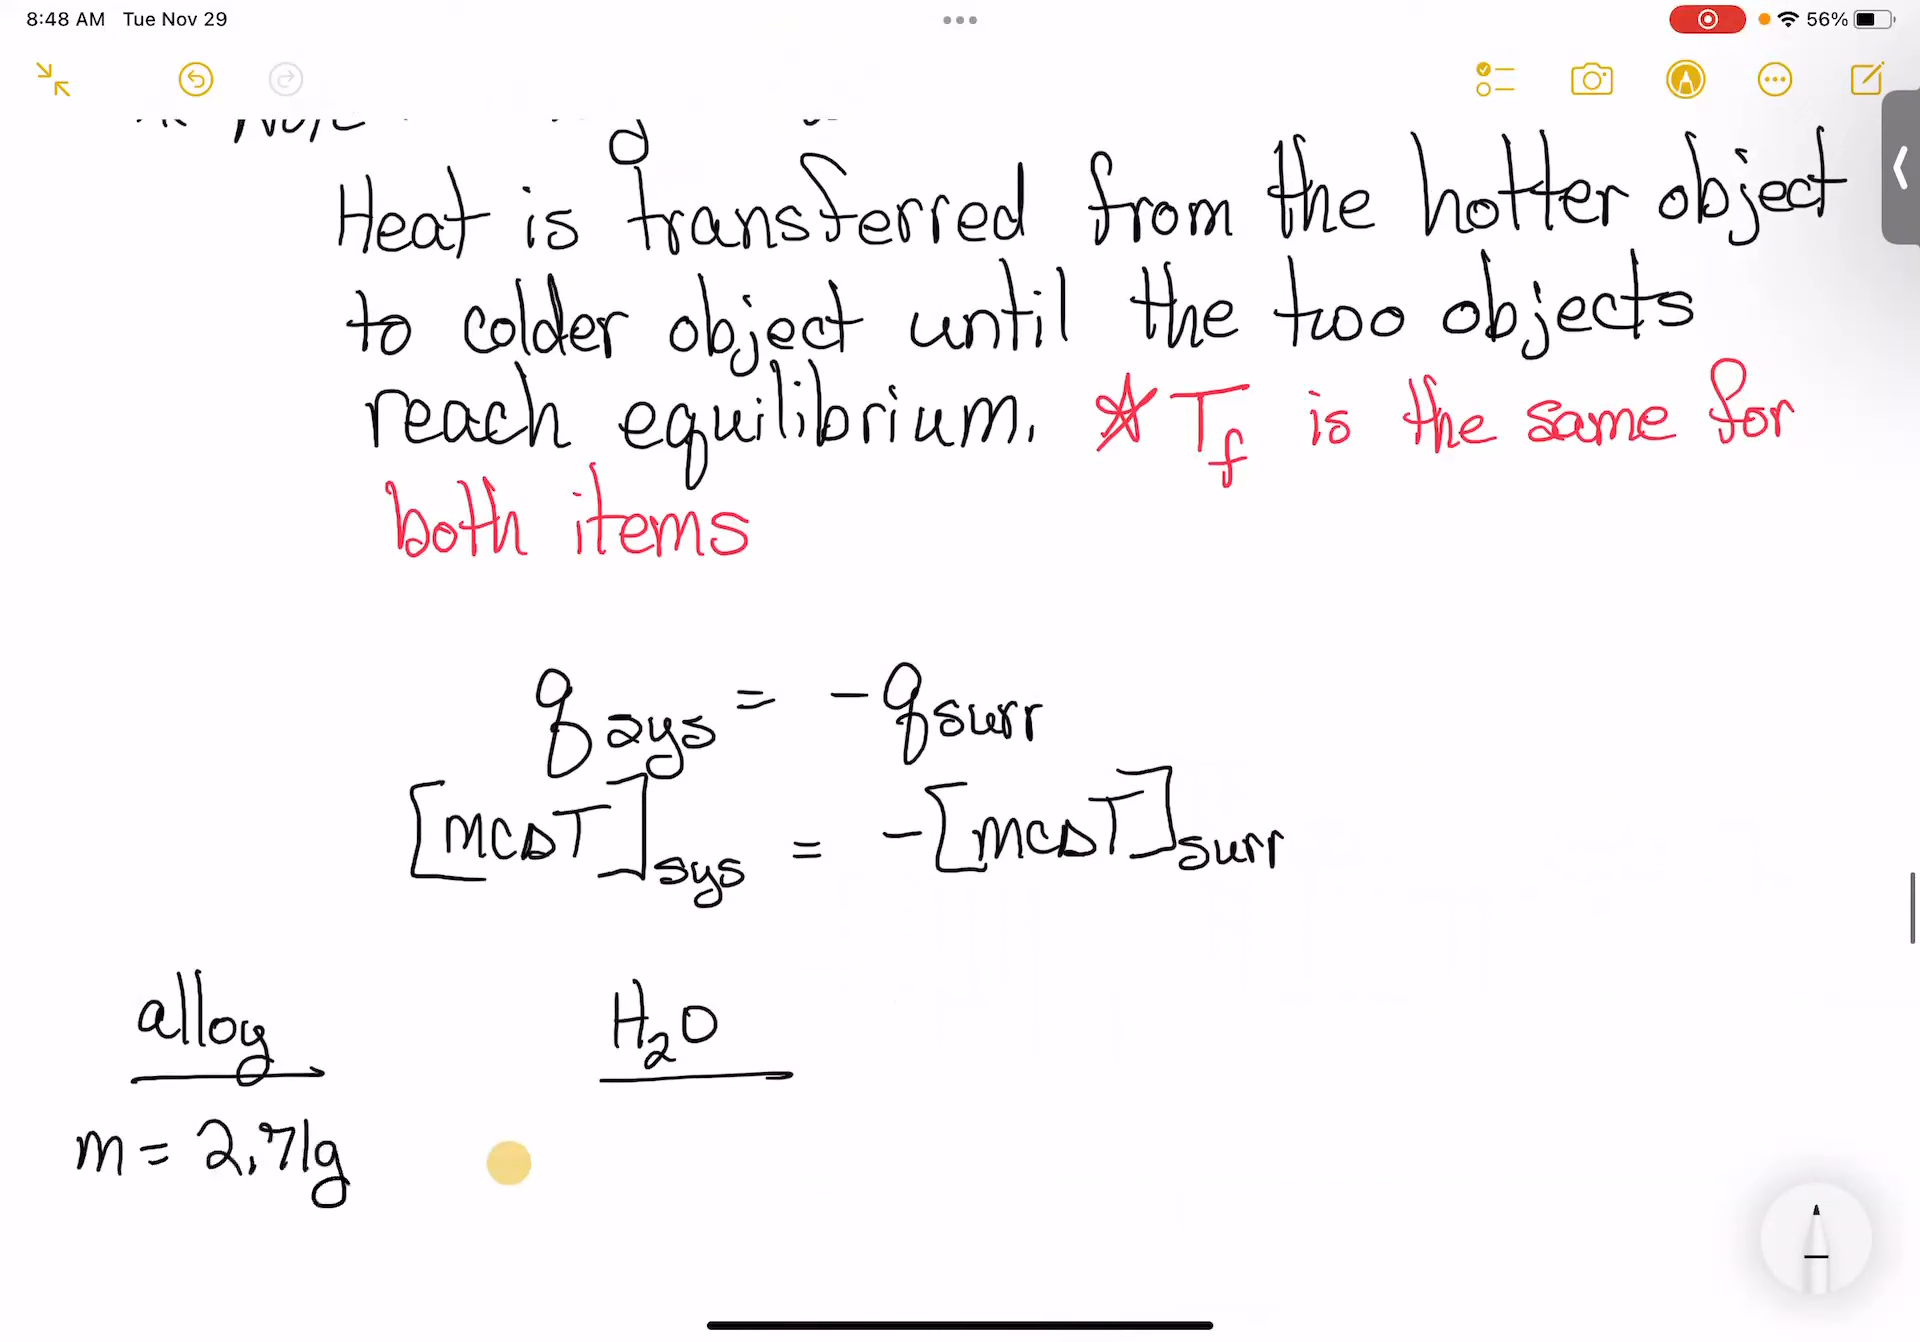 8:48 AM Tue Nov 29
56%
Heat is transferred from the hotter object
to colder object until the two objects
reach equilibrium. * Tf is the same for
both items
qsys = -qsurr
[mcΔT]sys = -[mcΔT]surr
alloy H₂O
m = 2.71g